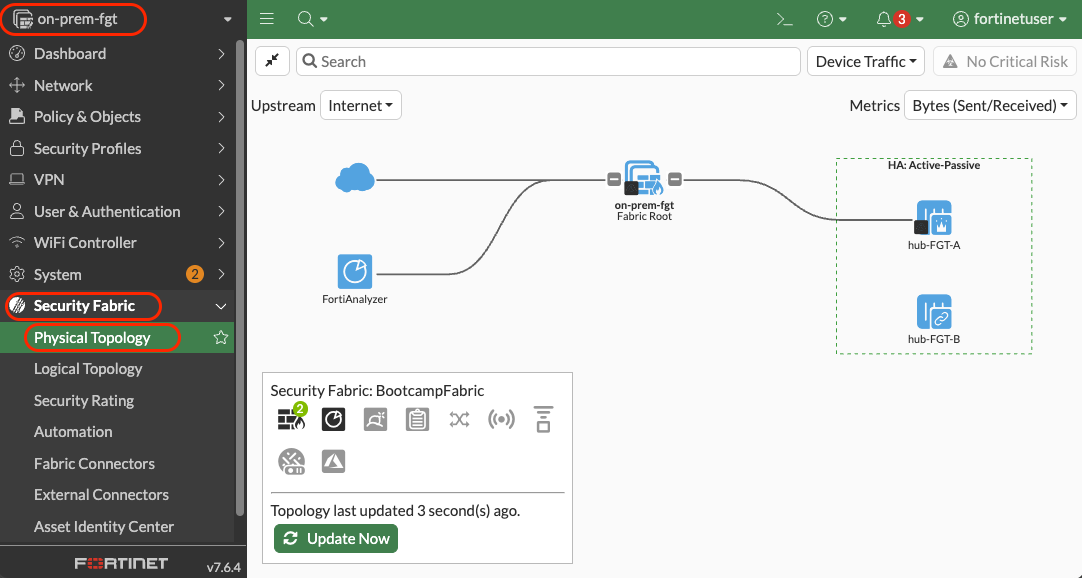 on-prem-fgt
Dashboard
Network
Policy & Objects
Security Profiles
VPN
User & Authentication
WiFi Controller
System 2
Security Fabric
Physical Topology
Logical Topology
Security Rating
Automation
Fabric Connectors
External Connectors
Asset Identity Center
FORTINET v7.6.4
3 fortinetuser
Search Device Traffic No Critical Risk
Upstream Internet Metrics Bytes (Sent/Received)
on-prem-fgt
Fabric Root
FortiAnalyzer
HA: Active-Passive
hub-FGT-A
hub-FGT-B
Security Fabric: BootcampFabric
2
Topology last updated 3 second(s) ago.
Update Now